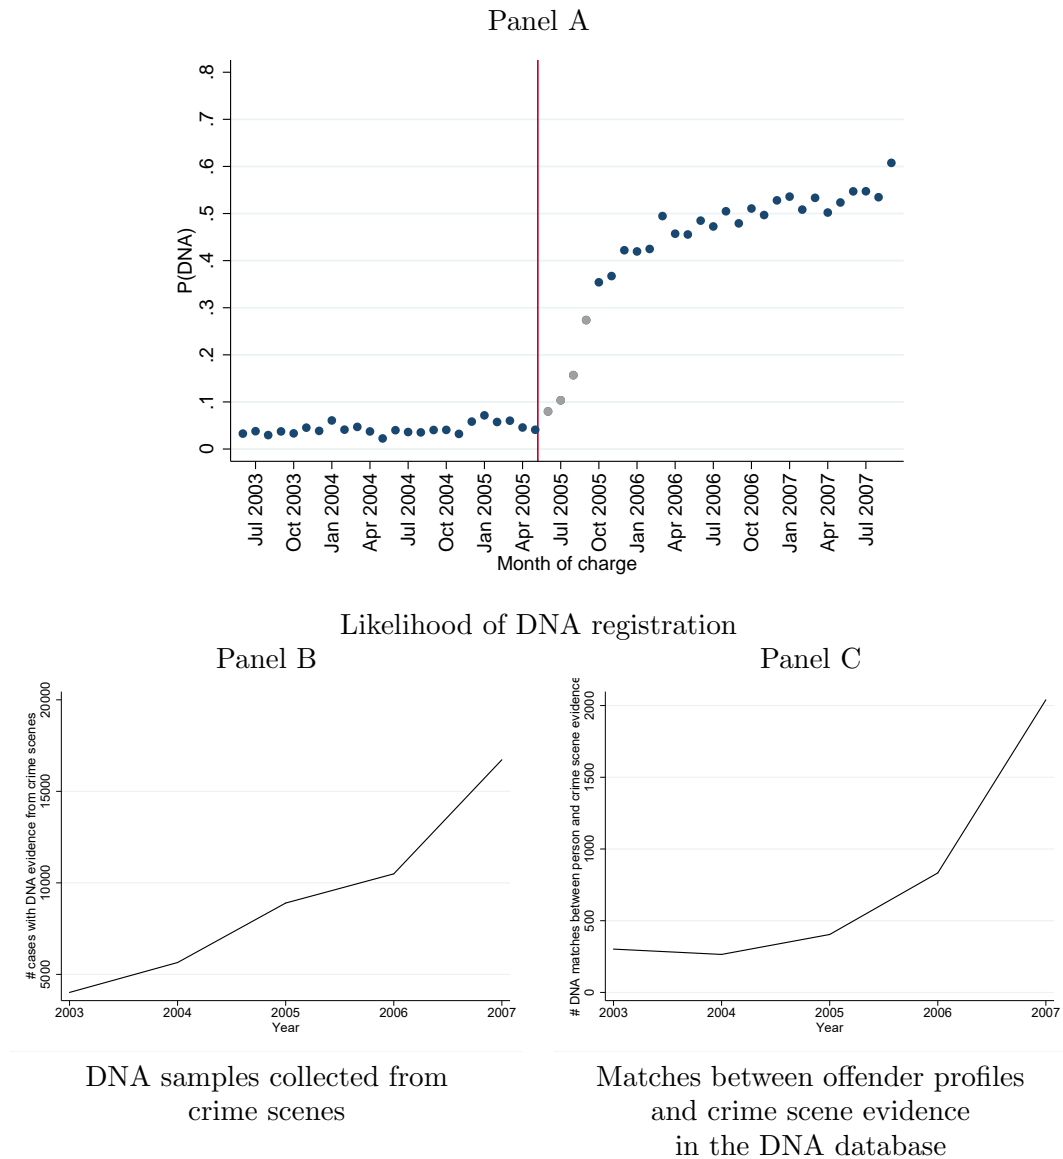 Panel A
P(DNA)
.8
.7
.6
.5
.4
.3
.2
.1
0
Jul 2003
Oct 2003
Jan 2004
Apr 2004
Jul 2004
Oct 2004
Jan 2005
Apr 2005
Jul 2005
Oct 2005
Jan 2006
Apr 2006
Jul 2006
Oct 2006
Jan 2007
Apr 2007
Jul 2007
Month of charge
Likelihood of DNA registration
Panel B
# cases with DNA evidence from crime scenes
20000
15000
10000
5000
2003
2004
2005
2006
2007
Year
DNA samples collected from
crime scenes
Panel C
# DNA matches between person and crime scene evidence
2000
1500
1000
500
0
2003
2004
2005
2006
2007
Year
Matches between offender profiles
and crime scene evidence
in the DNA database